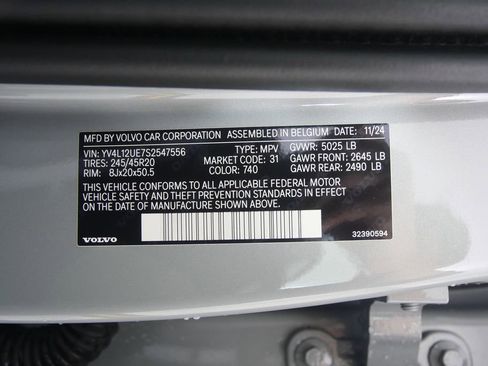 MFD BY VOLVO CAR CORPORATION ASSEMBLED IN BELGIUM DATE: 11/24
VIN: YV4L12UE7S2547556 TYPE: MPV GVWR: 5025 LB
TIRES: 245/45R20 MARKET CODE: 31 GAWR FRONT: 2645 LB
RIM: 8Jx20x50.5 COLOR: 740 GAWR REAR: 2490 LB
THIS VEHICLE CONFORMS TO ALL APPLICABLE FEDERAL MOTOR
VEHICLE SAFETY AND THEFT PREVENTION STANDARDS IN EFFECT ON
THE DATE OF MANUFACTURE SHOWN ABOVE.
VOLVO 32390594